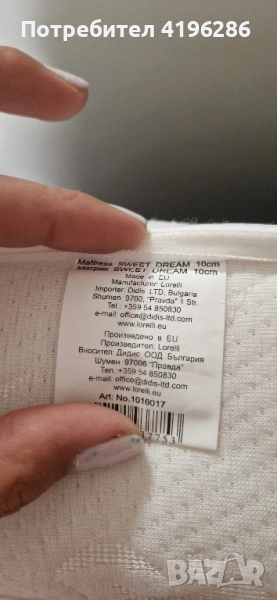 Потребител 4196286
Mattress SWEET DREAM 10cm
Матрак SWEET DREAM 10cm
Made in EU
Manufacturer: Lorelli
Importer: Didis LTD, Bulgaria
Shumen 9700, "Pravda" 1 Str.
Tel.: +359 54 850830
e-mail: office@didis-ltd.com
www.lorelli.eu
Произведено в EU
Производител: Lorelli
Вносител: Дидис ООД България
Шумен 97006 "Правда"
Тел.: +359 54 850830
e-mail: office@didis-ltd.com
www.lorelli.eu
Art: No.1016017
37753
bazar